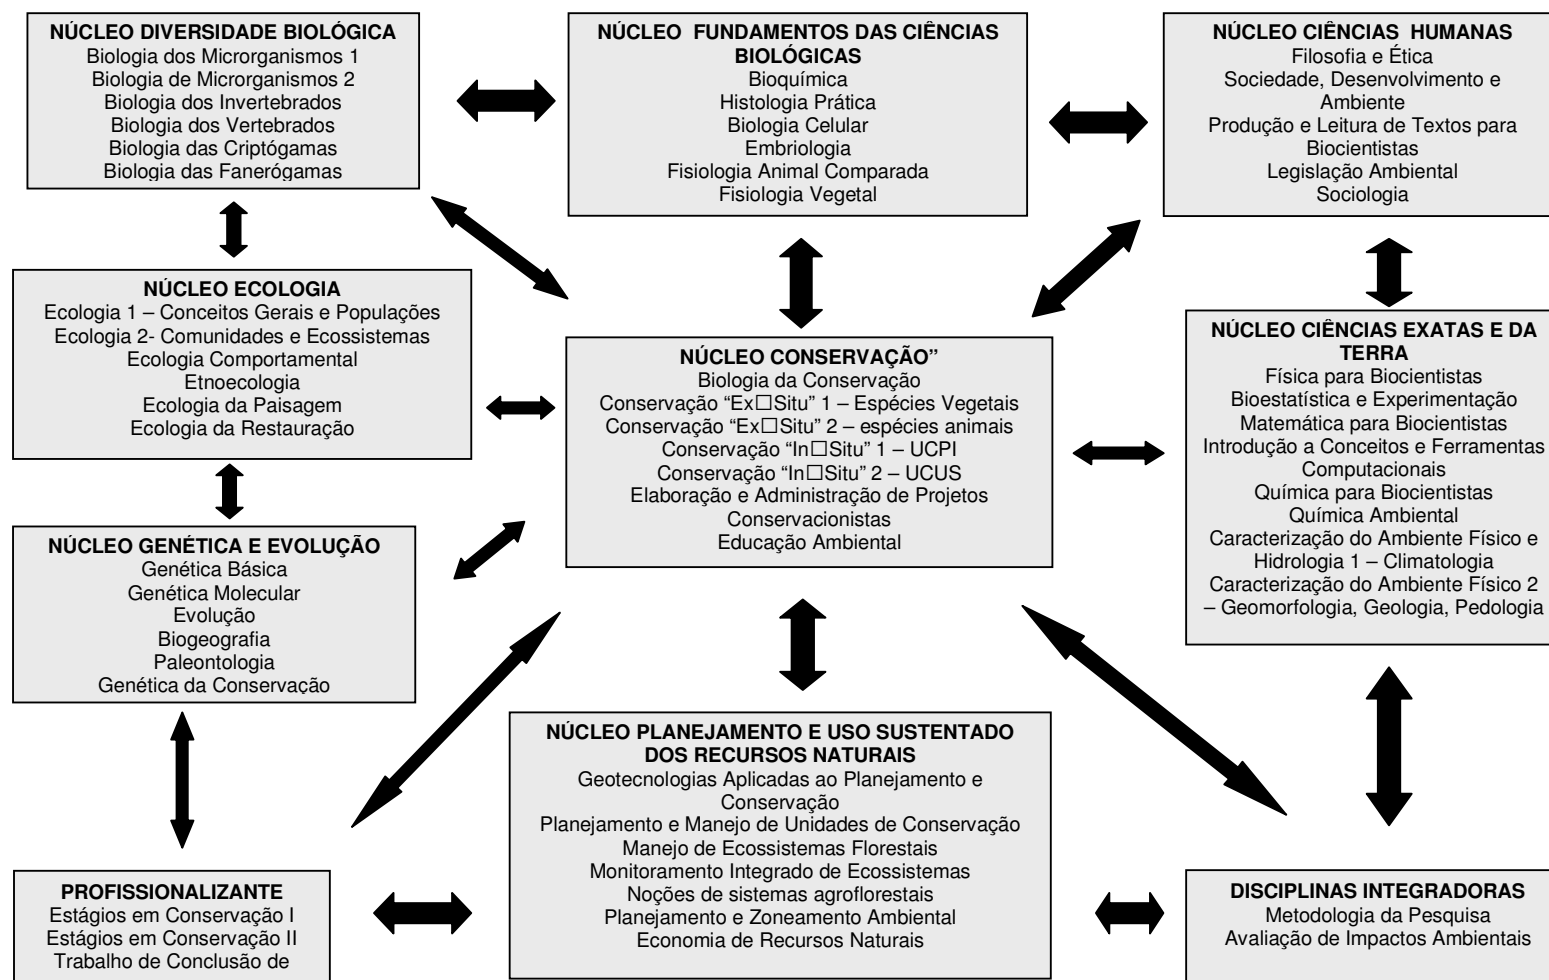 NÚCLEO DIVERSIDADE BIOLÓGICA
Biologia dos Microrganismos 1
Biologia de Microrganismos 2
Biologia dos Invertebrados
Biologia dos Vertebrados
Biologia das Criptógamas
Biologia das Fanerógamas
NÚCLEO FUNDAMENTOS DAS CIÊNCIAS
BIOLÓGICAS
Bioquímica
Histologia Prática
Biologia Celular
Embriologia
Fisiologia Animal Comparada
Fisiologia Vegetal
NÚCLEO CIÊNCIAS HUMANAS
Filosofia e Ética
Sociedade, Desenvolvimento e
Ambiente
Produção e Leitura de Textos para
Biocientistas
Legislação Ambiental
Sociologia
NÚCLEO ECOLOGIA
Ecologia 1 – Conceitos Gerais e Populações
Ecologia 2- Comunidades e Ecossistemas
Ecologia Comportamental
Etnoecologia
Ecologia da Paisagem
Ecologia da Restauração
NÚCLEO CONSERVAÇÃO”
Biologia da Conservação
Conservação “Ex□Situ” 1 – Espécies Vegetais
Conservação “Ex□Situ” 2 – espécies animais
Conservação “In□Situ” 1 – UCPI
Conservação “In□Situ” 2 – UCUS
Elaboração e Administração de Projetos
Conservacionistas
Educação Ambiental
NÚCLEO CIÊNCIAS EXATAS E DA
TERRA
Física para Biocientistas
Bioestatística e Experimentação
Matemática para Biocientistas
Introdução a Conceitos e Ferramentas
Computacionais
Química para Biocientistas
Química Ambiental
Caracterização do Ambiente Físico e
Hidrologia 1 – Climatologia
Caracterização do Ambiente Físico 2
– Geomorfologia, Geologia, Pedologia
NÚCLEO GENÉTICA E EVOLUÇÃO
Genética Básica
Genética Molecular
Evolução
Biogeografia
Paleontologia
Genética da Conservação
PROFISSIONALIZANTE
Estágios em Conservação I
Estágios em Conservação II
Trabalho de Conclusão de
NÚCLEO PLANEJAMENTO E USO SUSTENTADO
DOS RECURSOS NATURAIS
Geotecnologias Aplicadas ao Planejamento e
Conservação
Planejamento e Manejo de Unidades de Conservação
Manejo de Ecossistemas Florestais
Monitoramento Integrado de Ecossistemas
Noções de sistemas agroflorestais
Planejamento e Zoneamento Ambiental
Economia de Recursos Naturais
DISCIPLINAS INTEGRADORAS
Metodologia da Pesquisa
Avaliação de Impactos Ambientais